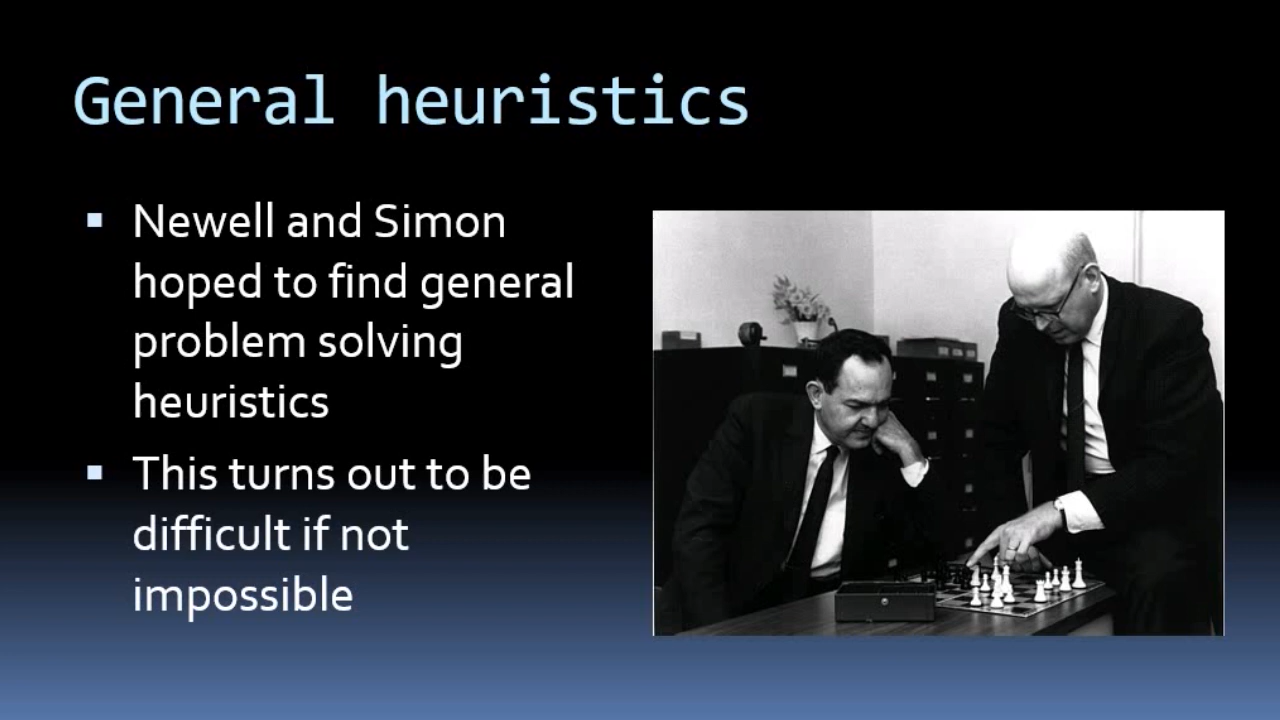 General heuristics
Newell and Simon
hoped to find general
problem solving
heuristics
This turns out to be
difficult if not
impossible